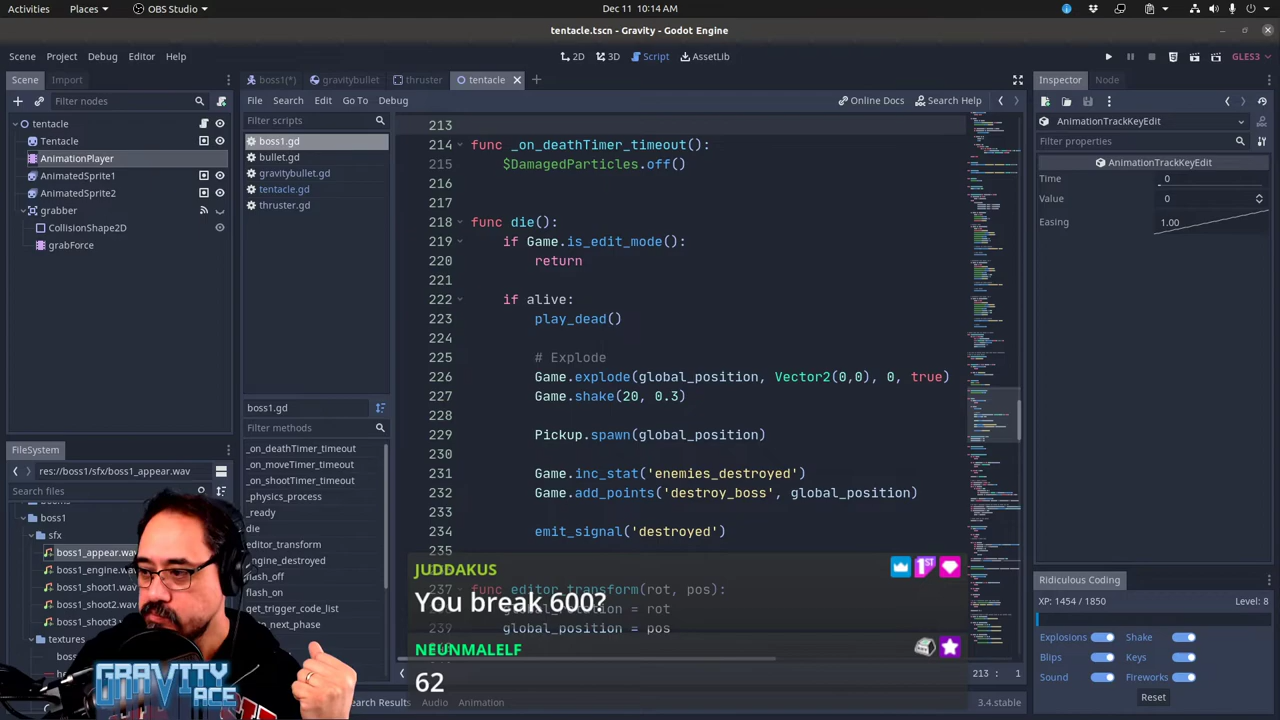 Activities
Places
OBS Studio
Dec 11 10:14 AM
tentacle.tscn - Gravity - Godot Engine
Scene
Project
Debug
Editor
Help
2D
3D
Script
AssetLib
GLES3
Scene
Import
boss1(*)
gravitybullet
thruster
tentacle
Inspector
Node
Filter nodes
File
Search
Edit
Go To
Debug
Online Docs
Search Help
tentacle
Tentacle
AnimationPlayer
AnimatedSprite1
AnimatedSprite2
grabber
CollisionShape2D
grabForce
Filter scripts
boss1.gd
bullet.gd
gravitybullet.gd
tentacle.gd
thruster.gd
boss1.gd
Filter methods
_on_deathTimer_timeout
_on_moveTimer_timeout
_on_shootTimer_timeout
_physics_process
_ready
die
editor_transform
flash_off
flash_on
get_trigger_code_list
213
214 func _on_deathTimer_timeout():
215 $DamagedParticles.off()
216
217
218 func die():
219 if Game.is_edit_mode():
220 return
221
222 if alive:
223 play_dead()
224
225 # Explode
226 Game.explode(global_position, Vector2(0,0), 0, true)
227 Game.shake(20, 0.3)
228
229 Pickup.spawn(global_position)
230
231 Game.inc_stat('enemies_destroyed')
232 Game.add_points('destroy_boss', global_position)
233
234 emit_signal('destroyed')
235
JUDDAKUS
You break 600?
= rot
global_position = pos
NEUNMALELF
62
213 : 1
Audio
Animation
3.4.stable
AnimationTrackKeyEdit
Filter properties
AnimationTrackKeyEdit
Time
0
Value
0
Easing
1.00
Ridiculous Coding
XP: 1454 / 1850
Level: 8
Explosions
Shake
Blips
Keys
Sound
Fireworks
Reset
FileSystem
res://boss1/sfx/boss1_appear.wav
Search files
boss1
sfx
boss1_appear.wav
boss1_engine.wav
boss1_shoot2.wav
textures
GRAVITY
ACE